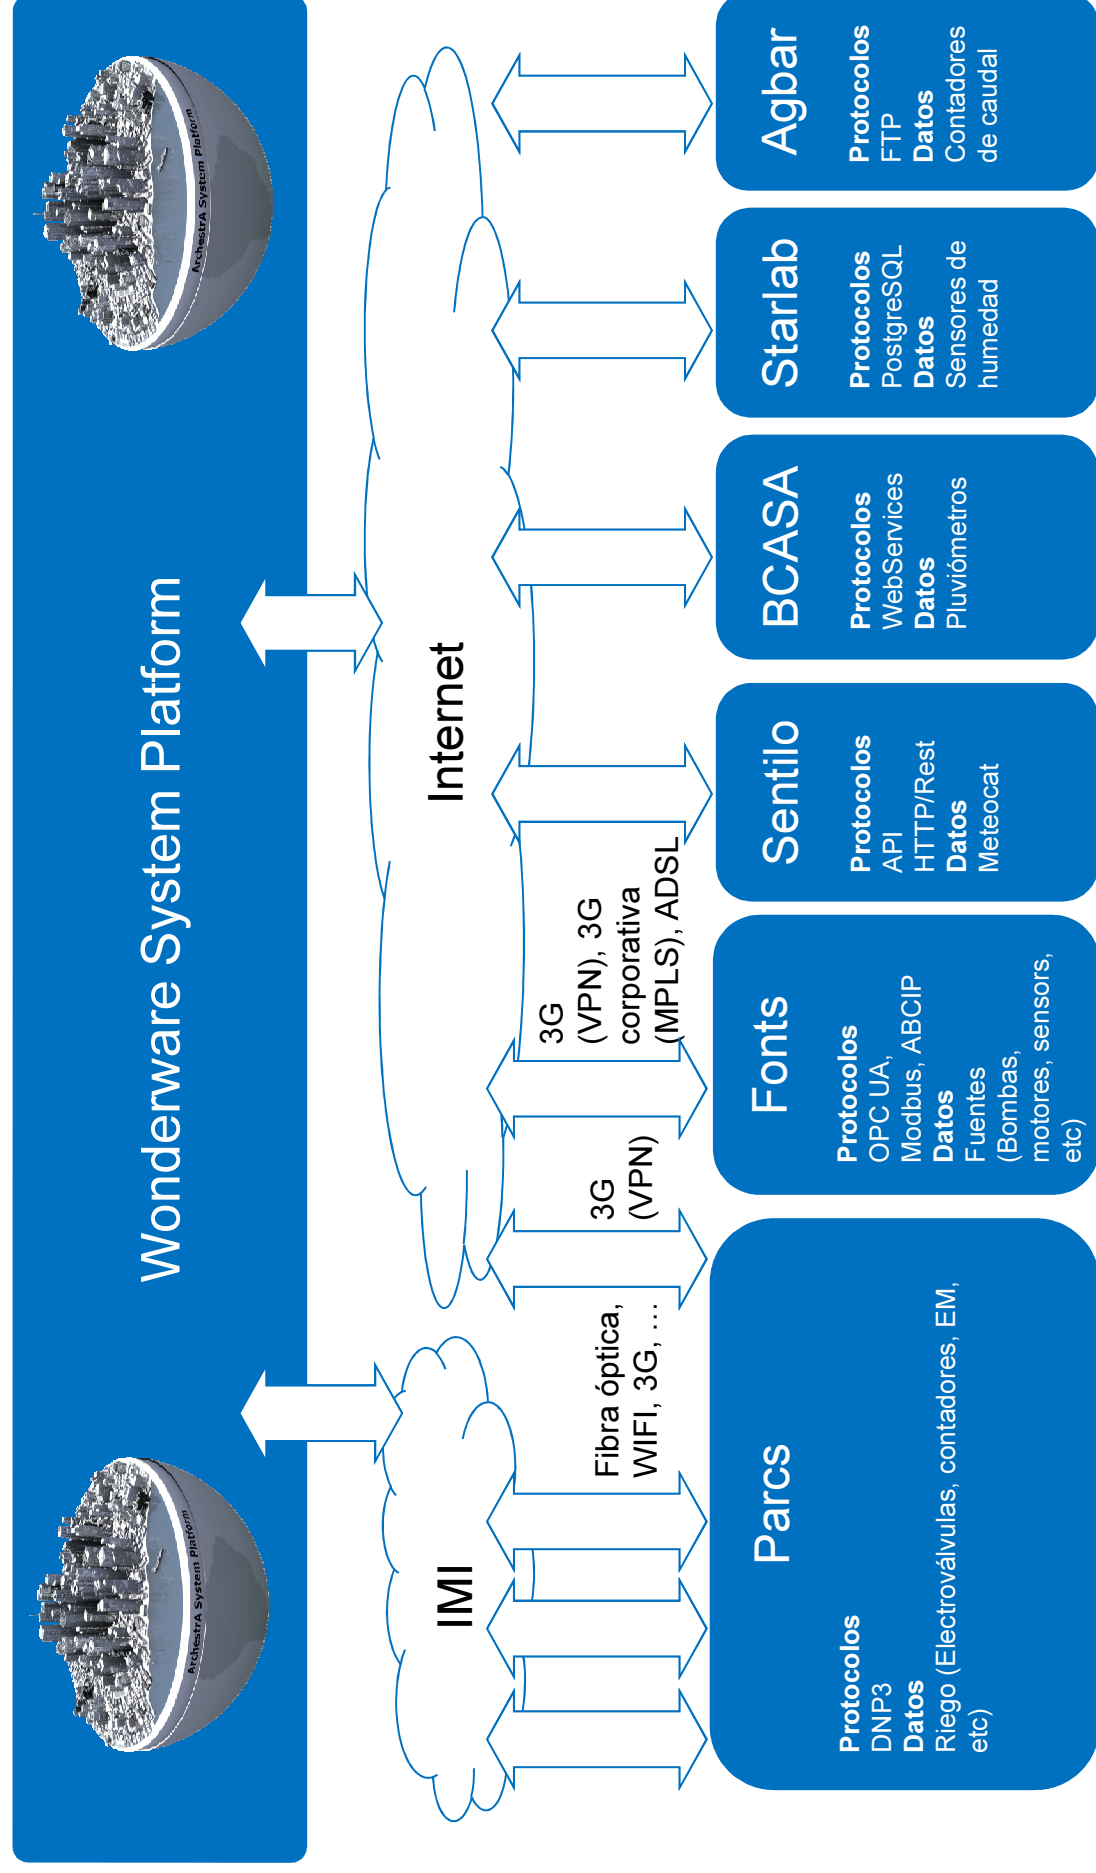 Wonderware System Platform
ArchestrA System Platform
ArchestrA System Platform
IMI
Internet
Fibra óptica,
WIFI, 3G, …
3G
(VPN)
3G
(VPN), 3G
corporativa
(MPLS), ADSL
Parcs
Protocolos
DNP3
Datos
Riego (Electroválvulas, contadores, EM,
etc)
Fonts
Protocolos
OPC UA,
Modbus, ABCIP
Datos
Fuentes
(Bombas,
motores, sensors,
etc)
Sentilo
Protocolos
API
HTTP/Rest
Datos
Meteocat
BCASA
Protocolos
WebServices
Datos
Pluviómetros
Starlab
Protocolos
PostgreSQL
Datos
Sensores de
humedad
Agbar
Protocolos
FTP
Datos
Contadores
de caudal